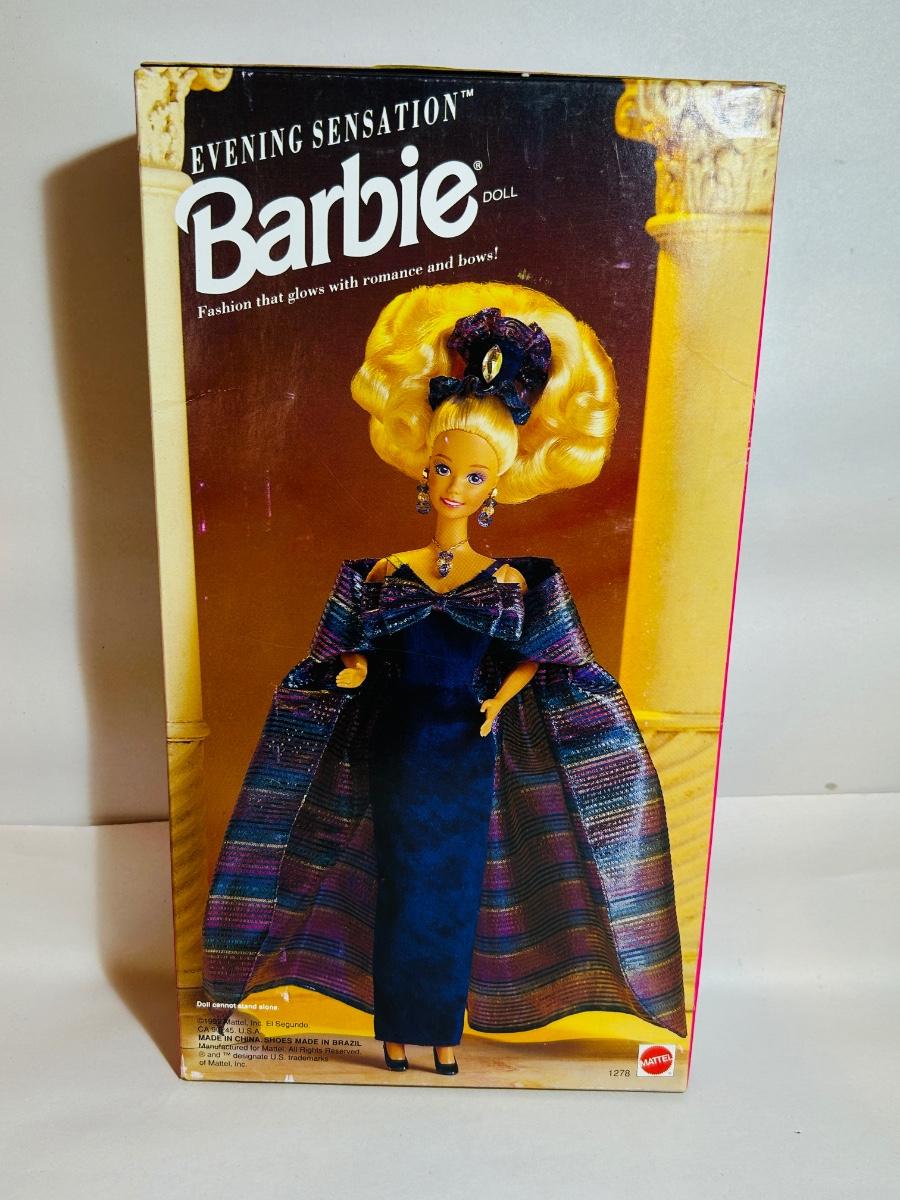 EVENING SENSATION™
Barbie® DOLL
Fashion that glows with romance and bows!
Doll cannot stand alone.
Mattel, Inc. El Segundo,
CA U.S.A.
MADE IN CHINA. SHOES MADE IN BRAZIL
Manufactured for Mattel. All Rights Reserved.
® and ™ designate U.S. trademarks
of Mattel, Inc.
1278
MATTEL